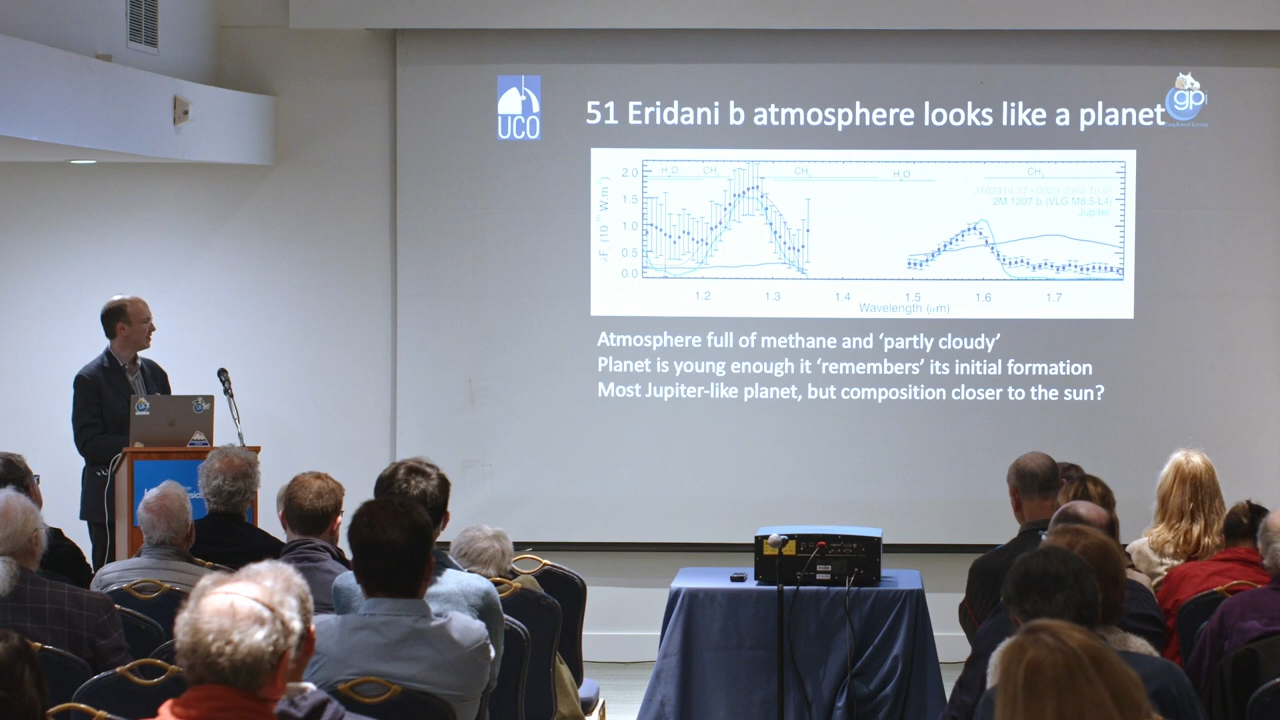 51 Eridani b atmosphere looks like a planet
UCO
gpi
2.0
1.5
1.0
0.5
0.0
H₂O
CH₄
CH₄
H₂O
CH₄
2M 1207 b (VLG M8.5-L4)
Jupiter
1.2 1.3 1.4 1.5 1.6 1.7
Wavelength (μm)
Atmosphere full of methane and ‘partly cloudy’
Planet is young enough it ‘remembers’ its initial formation
Most Jupiter-like planet, but composition closer to the sun?